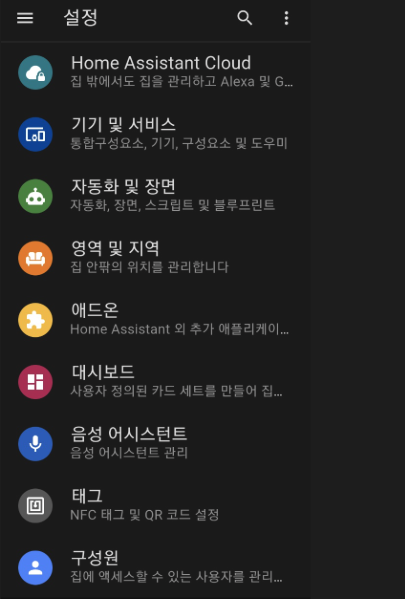 설정
Home Assistant Cloud
집 밖에서도 집을 관리하고 Alexa 및 G...
기기 및 서비스
통합구성요소, 기기, 구성요소 및 도우미
자동화 및 장면
자동화, 장면, 스크립트 및 블루프린트
영역 및 지역
집 안팎의 위치를 관리합니다
애드온
Home Assistant 외 추가 애플리케이...
대시보드
사용자 정의된 카드 세트를 만들어 집...
음성 어시스턴트
음성 어시스턴트 관리
태그
NFC 태그 및 QR 코드 설정
구성원
집에 액세스할 수 있는 사용자를 관리...